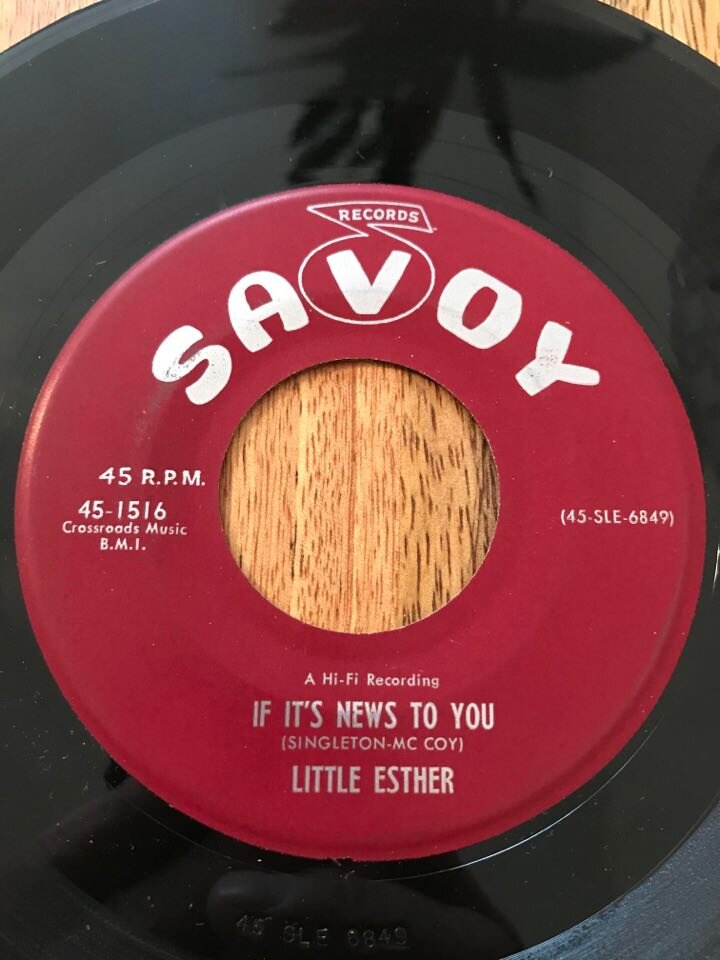 RECORDS
SAVOY
45 R.P.M.
45-1516
Crossroads Music
B.M.I.
(45-SLE-6849)
A Hi-Fi Recording
IF IT'S NEWS TO YOU
(SINGLETON-MC COY)
LITTLE ESTHER
45 SLE 6849